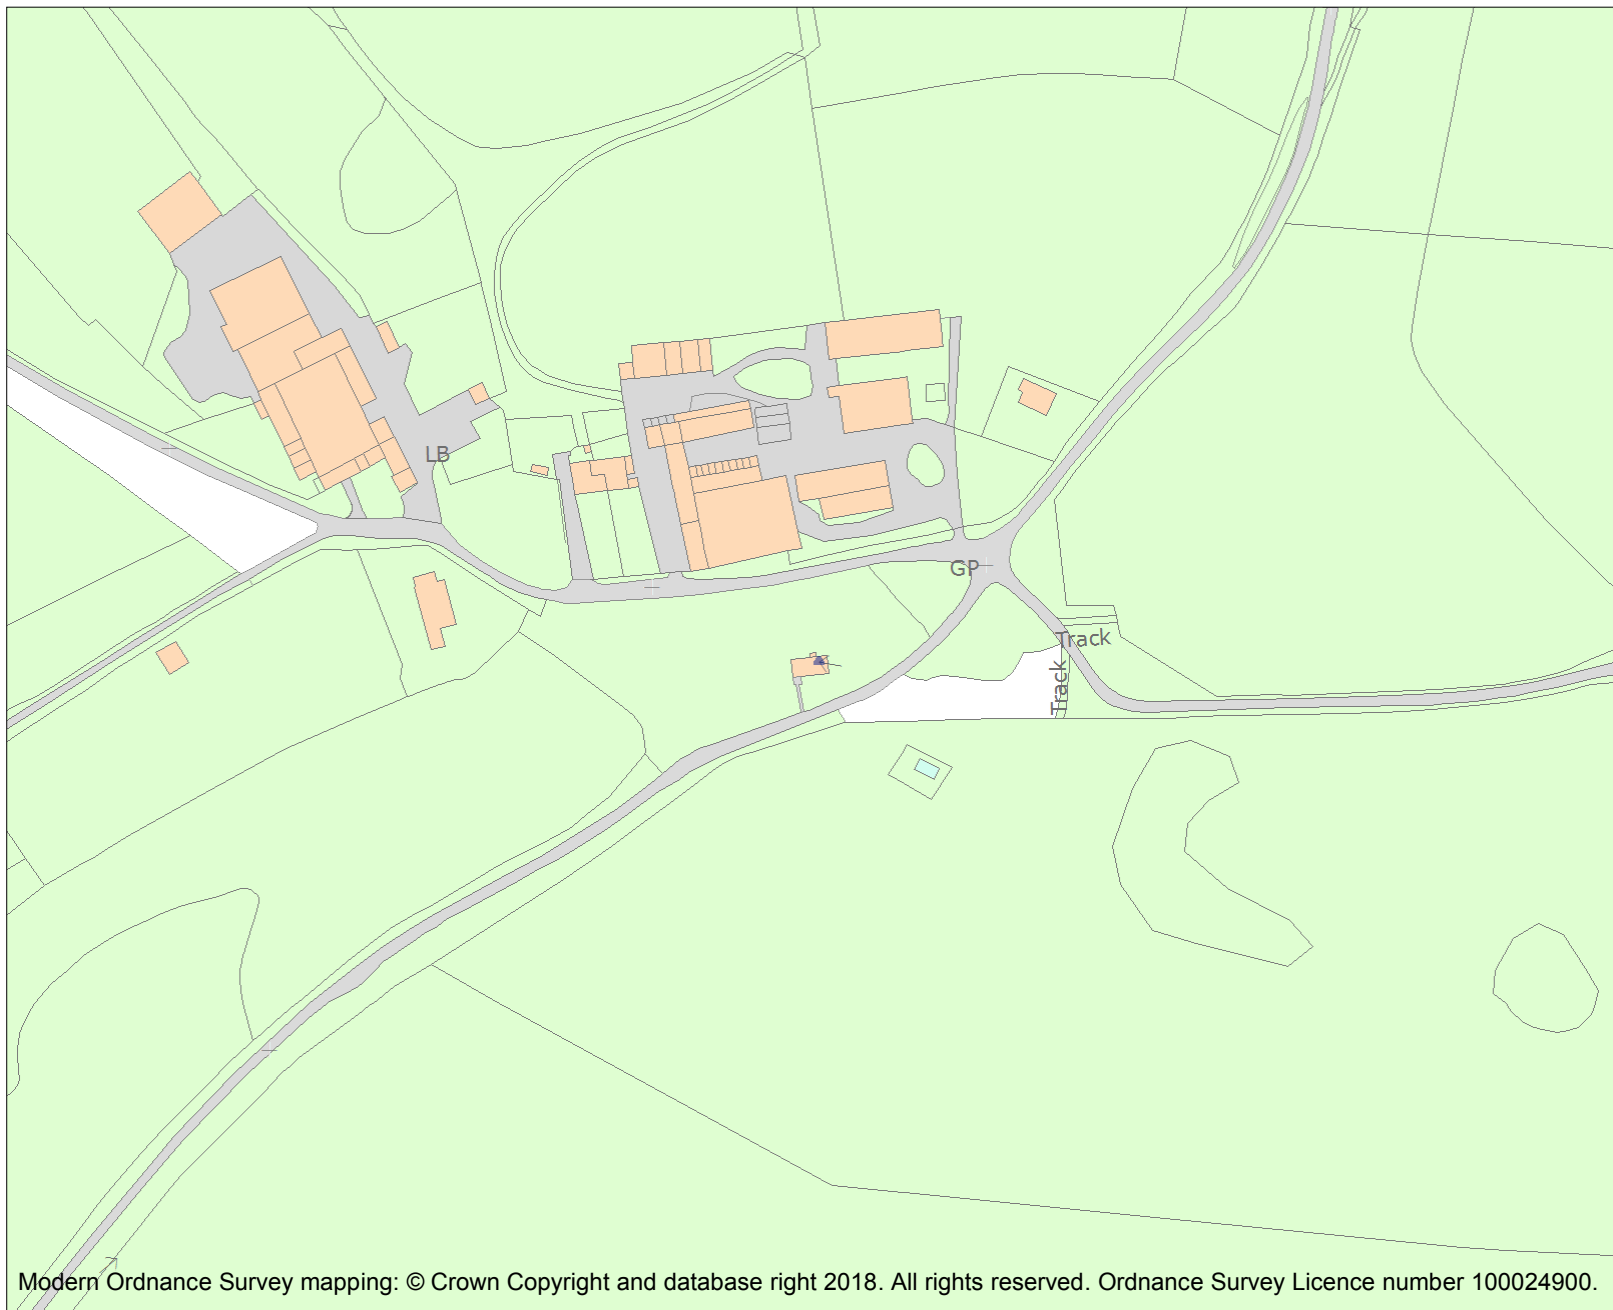 LB
GP
Track
Track
Modern Ordnance Survey mapping: © Crown Copyright and database right 2018. All rights reserved. Ordnance Survey Licence number 100024900.